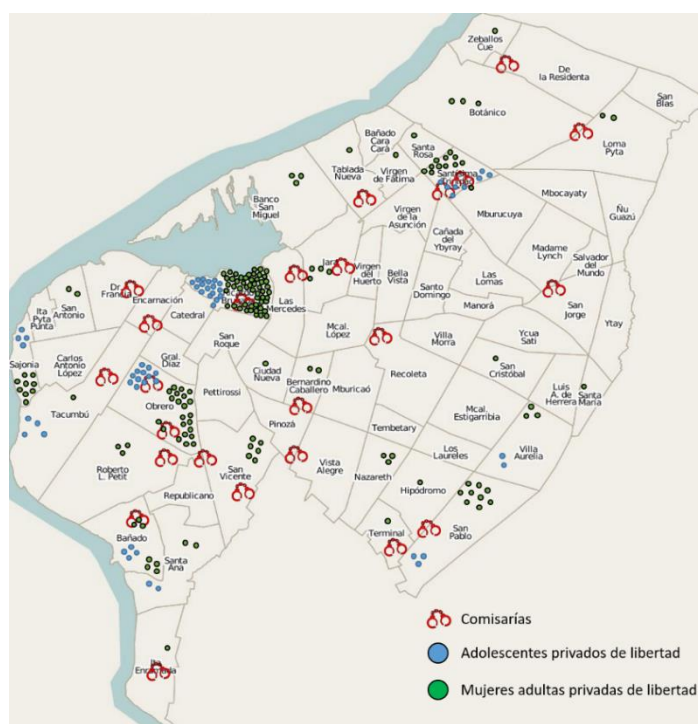 Zeballos
Cué
De
la Residenta
San
Blas
Botánico
Loma
Pyta
Bañado
Cara
Cará
Santa
Rosa
Tablada
Nueva
Virgen
de Fátima
Mbocayaty
Ñu
Guazú
Banco
San
Miguel
Virgen
de la
Asunción
Mburucuya
Cañada
del
Ybyray
Madame
Lynch
Salvador
del
Mundo
Jara
Virgen
del
Huerto
Bella
Vista
Santo
Domingo
Las
Lomas
Manorá
San
Jorge
Ytay
Dr.
Francia
Encarnación
Catedral
Las
Mercedes
Ita
Pyta
Punta
San
Antonio
San
Roque
Mcal.
López
Villa
Morra
Ycua
Sati
Sajonia
Carlos
Antonio
López
Gral.
Díaz
Ciudad
Nueva
Bernardino
Caballero
Mburicaó
Recoleta
San
Cristóbal
Luis
A. de
Herrera
Santa
María
Tacumbú
Obrero
Pettirossi
Pinozá
Mcal.
Estigarribia
Tembetary
Roberto
L. Petit
San
Vicente
Vista
Alegre
Nazareth
Los
Laureles
Villa
Aurelia
Republicano
Hipódromo
Bañado
Santa
Ana
Terminal
San
Pablo
Ita
Enramada
Comisarías
Adolescentes privados de libertad
Mujeres adultas privadas de libertad